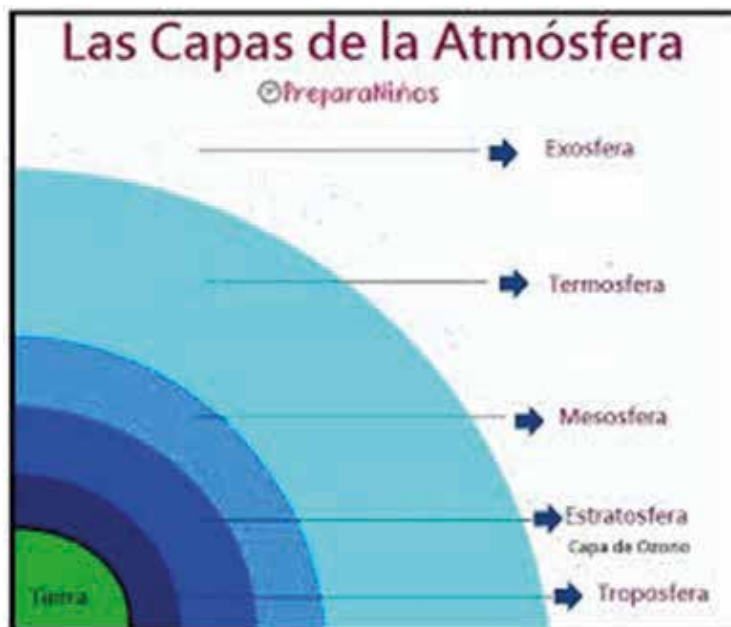 Las Capas de la Atmósfera
PreparaNiños
Exosfera
Termosfera
Mesosfera
Estratosfera
Capa de Ozono
Tierra
Troposfera